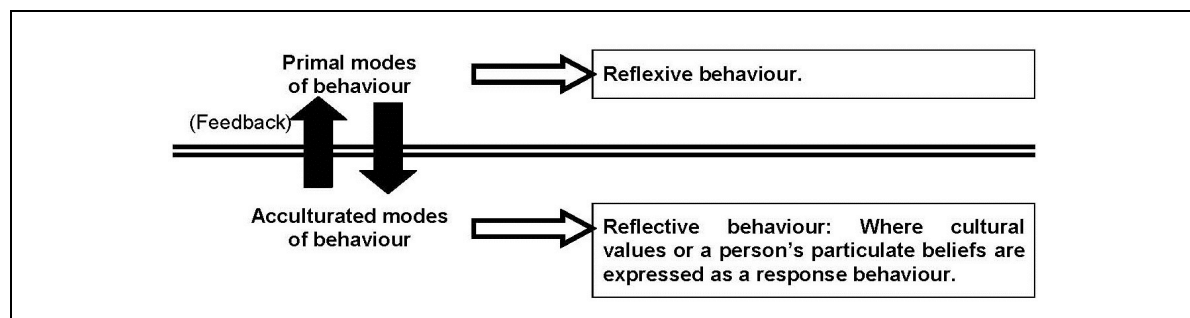 Primal modes
of behaviour
Reflexive behaviour.
(Feedback)
Acculturated modes
of behaviour
Reflective behaviour: Where cultural
values or a person's particulate beliefs are
expressed as a response behaviour.